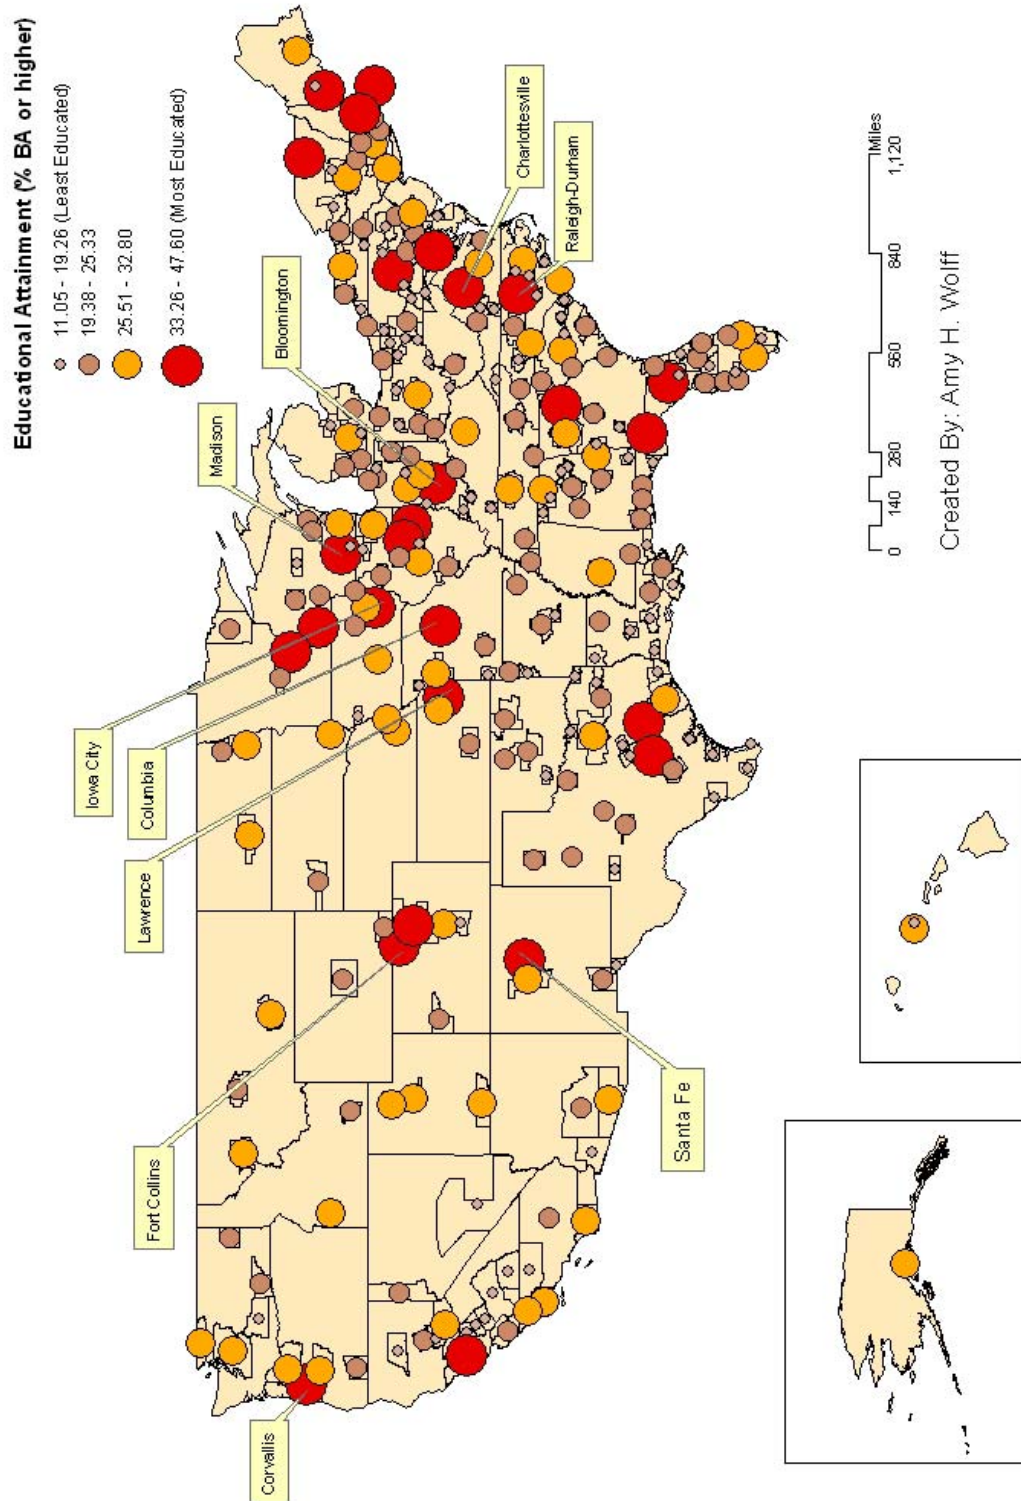 Educational Attainment (% BA or higher)
11.05 - 19.26 (Least Educated)
19.38 - 25.33
25.51 - 32.80
33.26 - 47.60 (Most Educated)
Corvallis
Fort Collins
Lawrence
Columbia
Iowa City
Madison
Bloomington
Charlottesville
Raleigh-Durham
Santa Fe
Miles
0 140 280 560 840 1,120
Created By: Amy H. Wolff